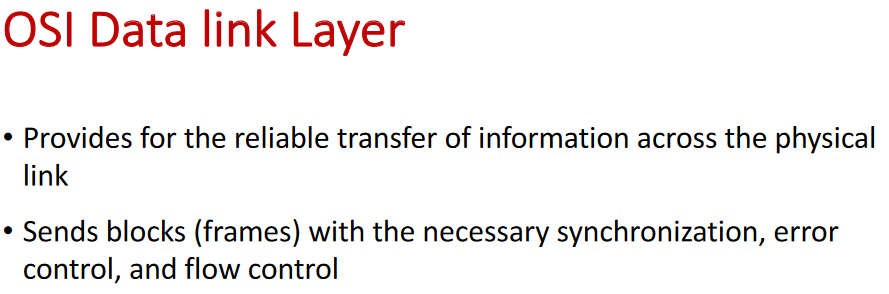 OSI Data link Layer
• Provides for the reliable transfer of information across the physical
link
• Sends blocks (frames) with the necessary synchronization, error
control, and flow control